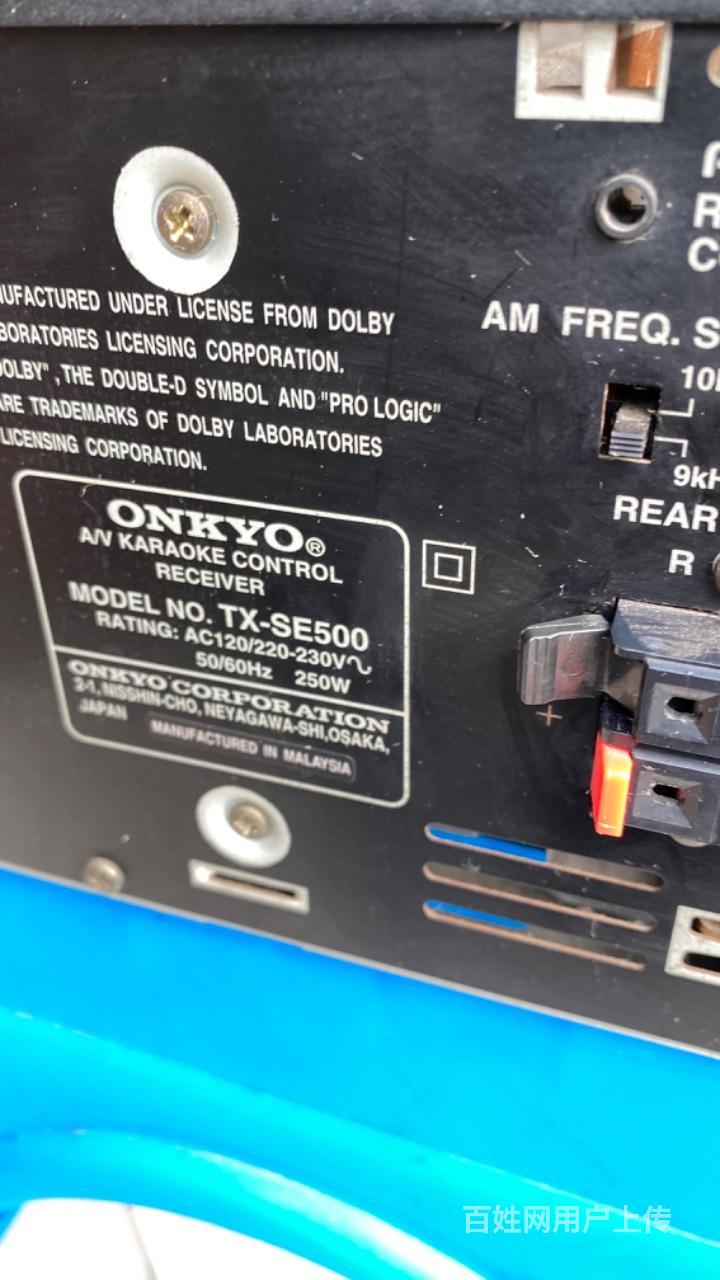 NUFACTURED UNDER LICENSE FROM DOLBY
BORATORIES LICENSING CORPORATION.
DOLBY" ,THE DOUBLE-D SYMBOL AND "PRO LOGIC"
ARE TRADEMARKS OF DOLBY LABORATORIES
LICENSING CORPORATION.
AM FREQ. S
10
9kH
REAR
R
+
ONKYO®
A/V KARAOKE CONTROL
RECEIVER
MODEL NO. TX-SE500
RATING: AC120/220-230V∿
50/60Hz 250W
ONKYO CORPORATION
2-1, NISSHIN-CHO, NEYAGAWA-SHI,OSAKA,
JAPAN
MANUFACTURED IN MALAYSIA
百姓网用户上传